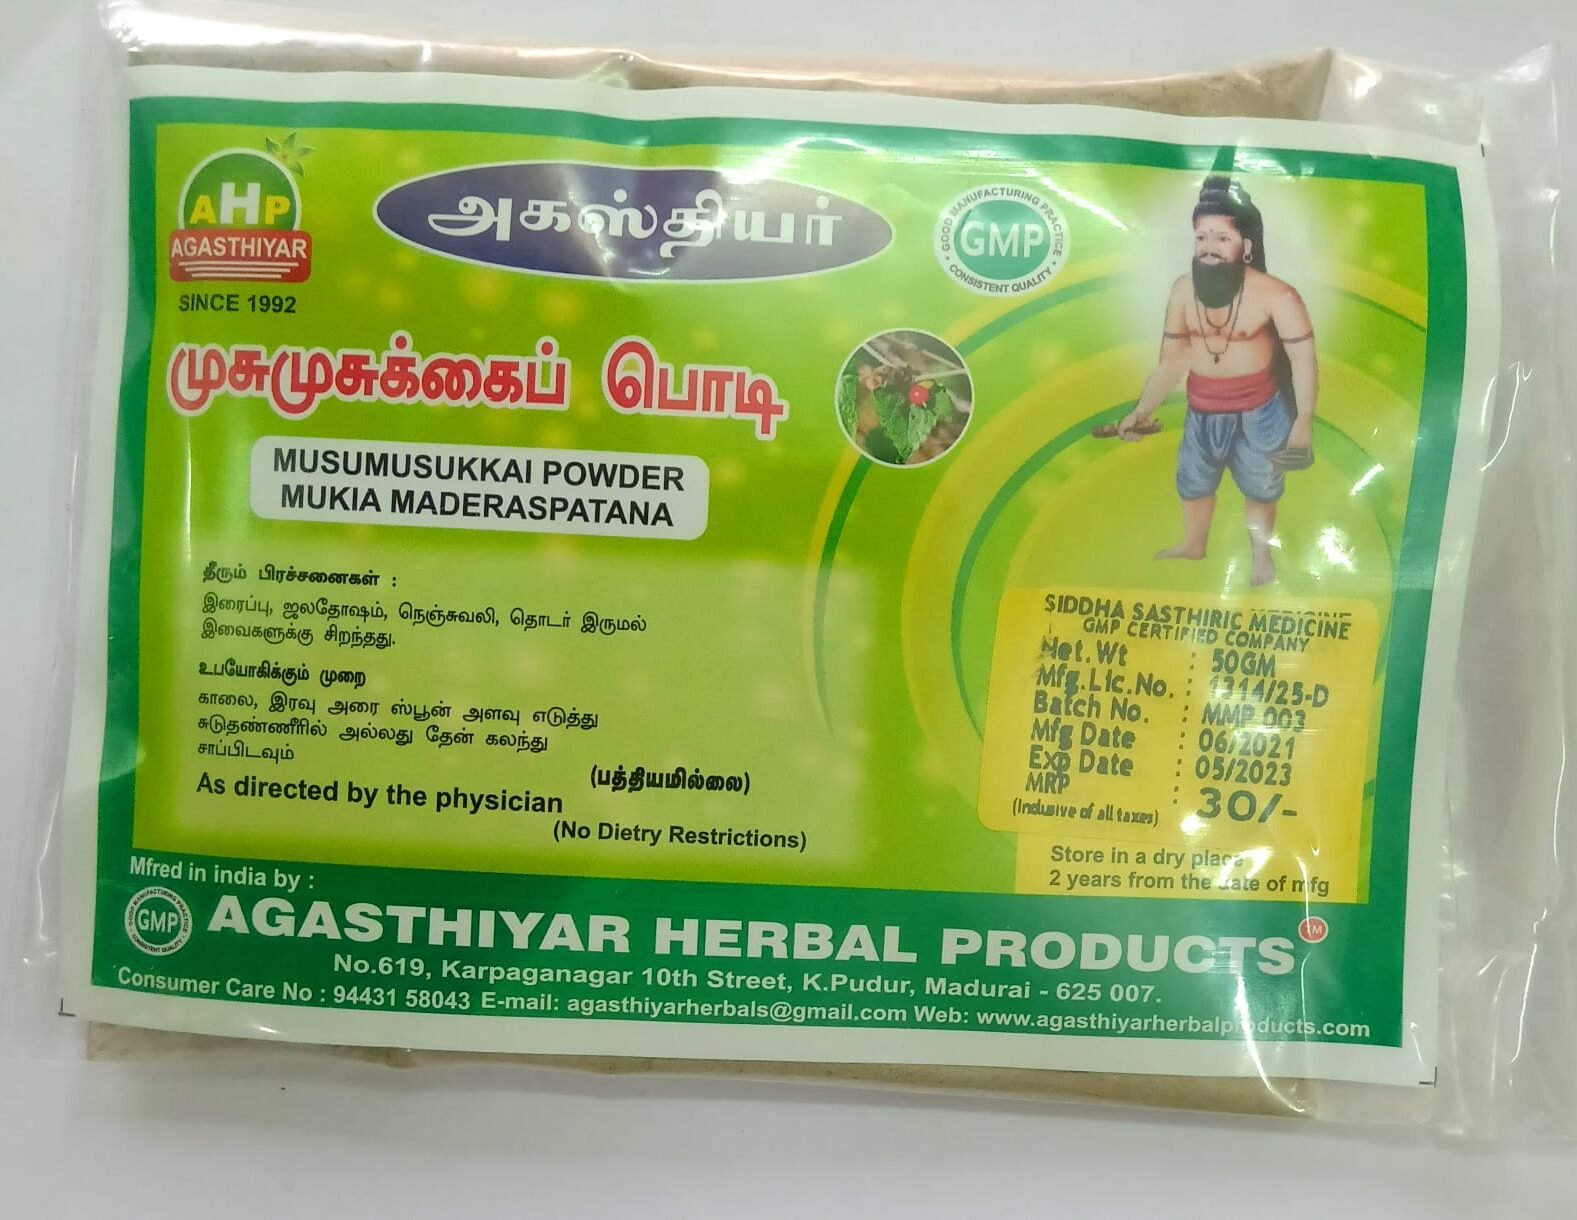 AHP
AGASTHIYAR
SINCE 1992
அகஸ்தியர்
GOOD MANUFACTURING PRACTICE
GMP
CONSISTENT QUALITY
முசுமுசுக்கைப் பொடி
MUSUMUSUKKAI POWDER
MUKIA MADERASPATANA
தீரும் பிரச்சனைகள் :
இரைப்பு, ஜலதோஷம், நெஞ்சுவலி, தொடர் இருமல்
இவைகளுக்கு சிறந்தது.
உபயோகிக்கும் முறை
காலை, இரவு அரை ஸ்பூன் அளவு எடுத்து
சுடுதண்ணீரில் அல்லது தேன் கலந்து
சாப்பிடவும்
(பத்தியமில்லை)
As directed by the physician
(No Dietry Restrictions)
SIDDHA SASTHIRIC MEDICINE
GMP CERTIFIED COMPANY
Net.Wt : 50GM
Mfg.Lic.No. : 1314/25-D
Batch No. : MMP 003
Mfg Date : 06/2021
Exp Date : 05/2023
MRP : 30/-
(Inclusive of all taxes)
Store in a dry place
2 years from the date of mfg
Mfred in india by :
GOOD MANUFACTURING PRACTICE
GMP
CONSISTENT QUALITY
AGASTHIYAR HERBAL PRODUCTS TM
No.619, Karpaganagar 10th Street, K.Pudur, Madurai - 625 007.
Consumer Care No : 94431 58043 E-mail: agasthiyarherbals@gmail.com Web: www.agasthiyarherbalproducts.com